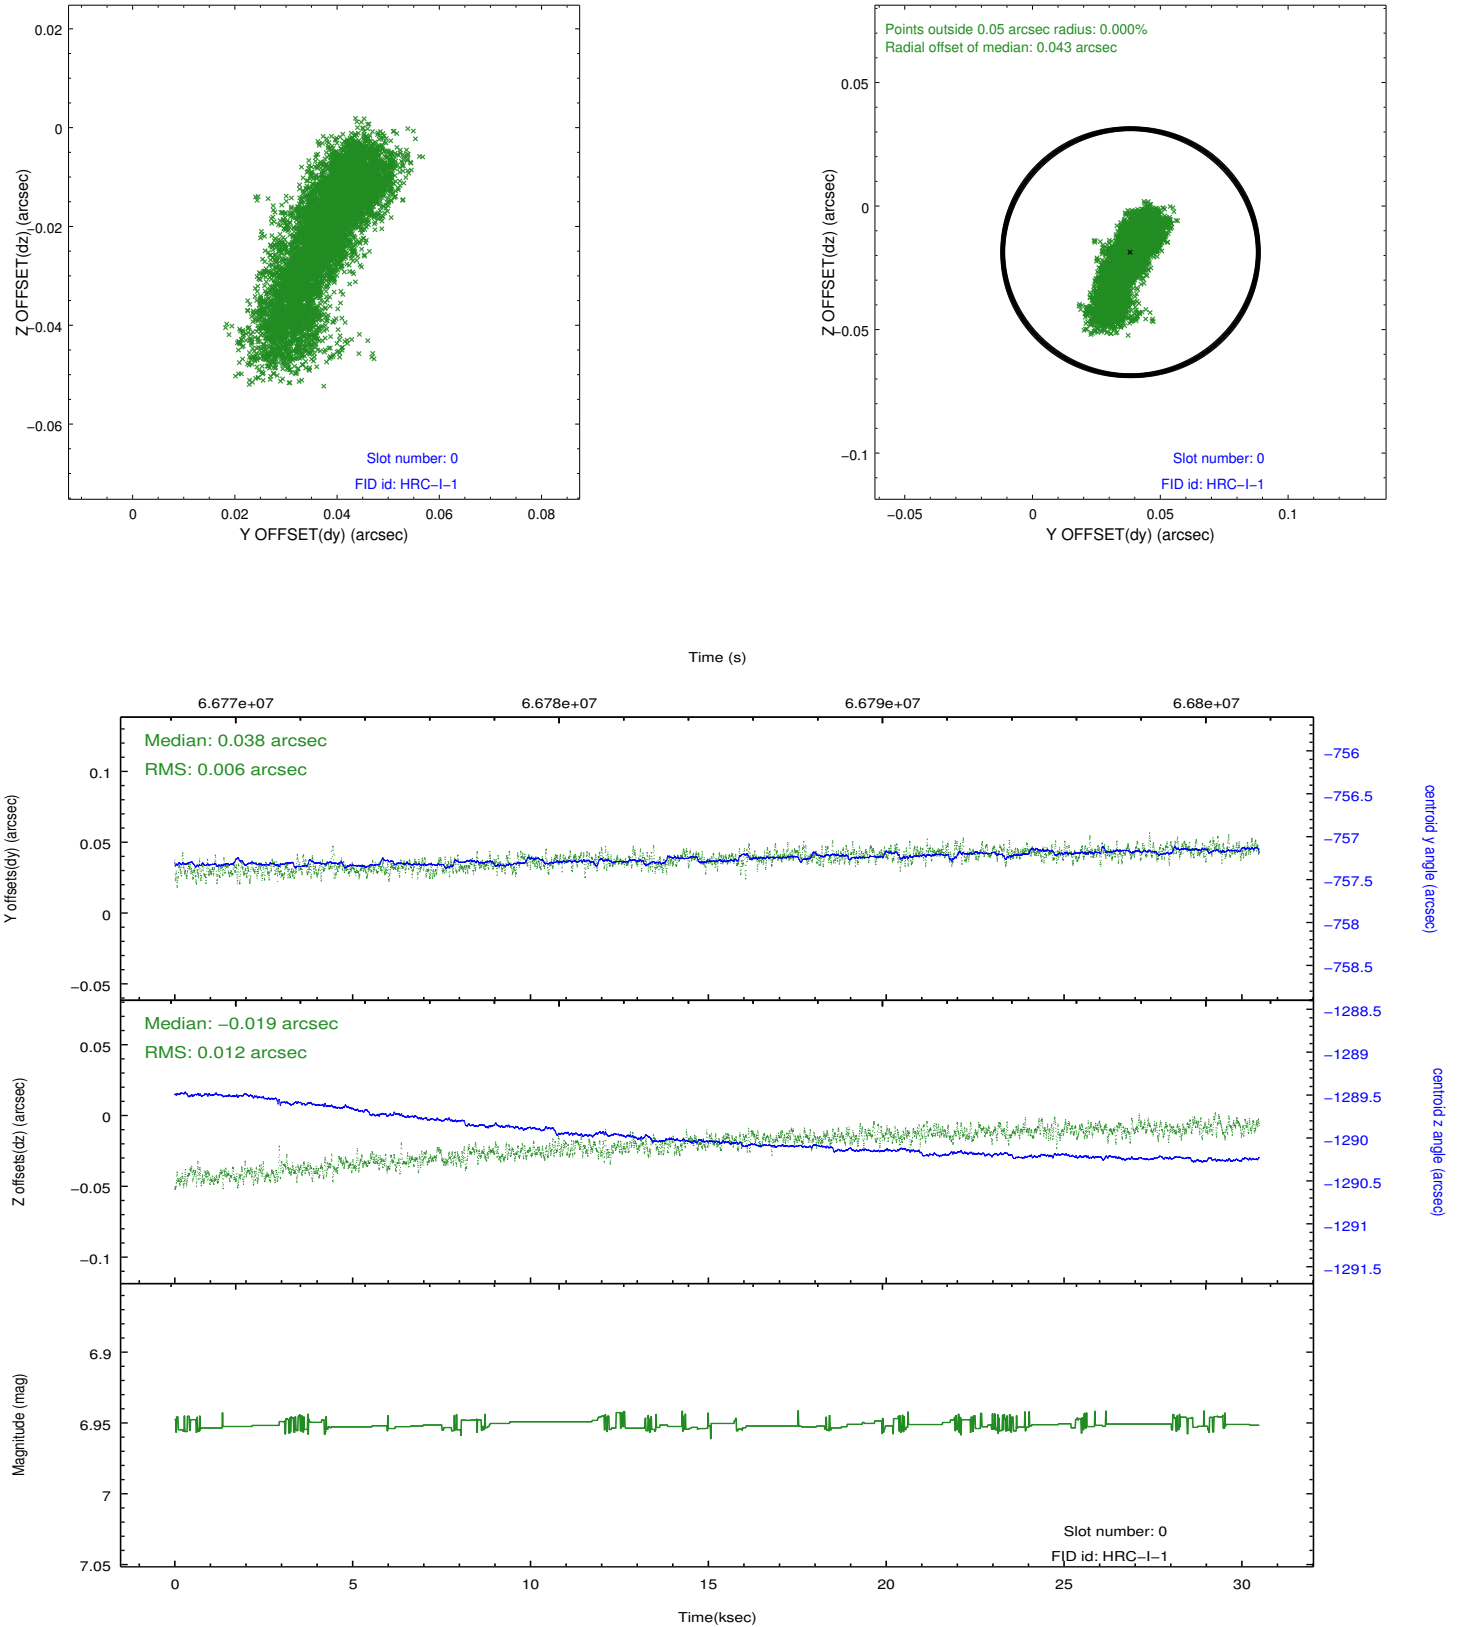 0.02
0
−0.02
−0.04
−0.06
Z OFFSET(dz) (arcsec)
Slot number: 0
FID id: HRC−I−1
0
0.02
0.04
0.06
0.08
Y OFFSET(dy) (arcsec)
Points outside 0.05 arcsec radius: 0.000%
Radial offset of median: 0.043 arcsec
0.05
0
−0.05
−0.1
Z OFFSET(dz) (arcsec)
Slot number: 0
FID id: HRC−I−1
−0.05
0
0.05
0.1
Y OFFSET(dy) (arcsec)
Time (s)
6.677e+07
6.678e+07
6.679e+07
6.68e+07
Median: 0.038 arcsec
RMS: 0.006 arcsec
0.1
0.05
0
−0.05
Y offsets(dy) (arcsec)
−756
−756.5
−757
−757.5
−758
−758.5
centroid y angle (arcsec)
Median: −0.019 arcsec
RMS: 0.012 arcsec
0.05
0
−0.05
−0.1
Z offsets(dz) (arcsec)
−1288.5
−1289
−1289.5
−1290
−1290.5
−1291
−1291.5
centroid z angle (arcsec)
6.9
6.95
7
7.05
Magnitude (mag)
Slot number: 0
FID id: HRC−I−1
0
5
10
15
20
25
30
Time(ksec)